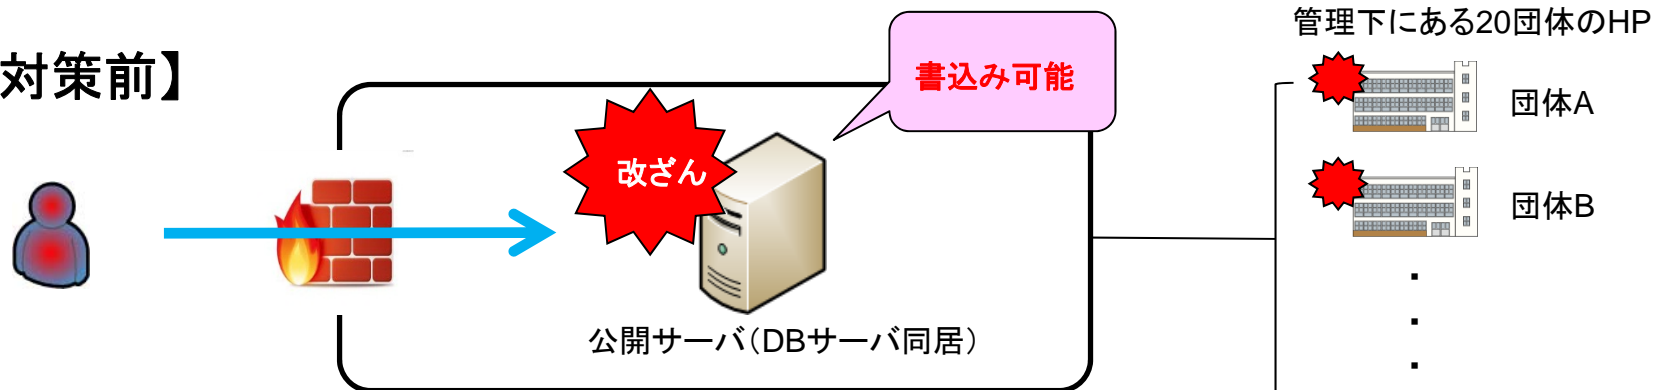 対策前】
書込み可能
改ざん
公開サーバ（DBサーバ同居）
管理下にある20団体のHP
団体A
団体B
・
・
・